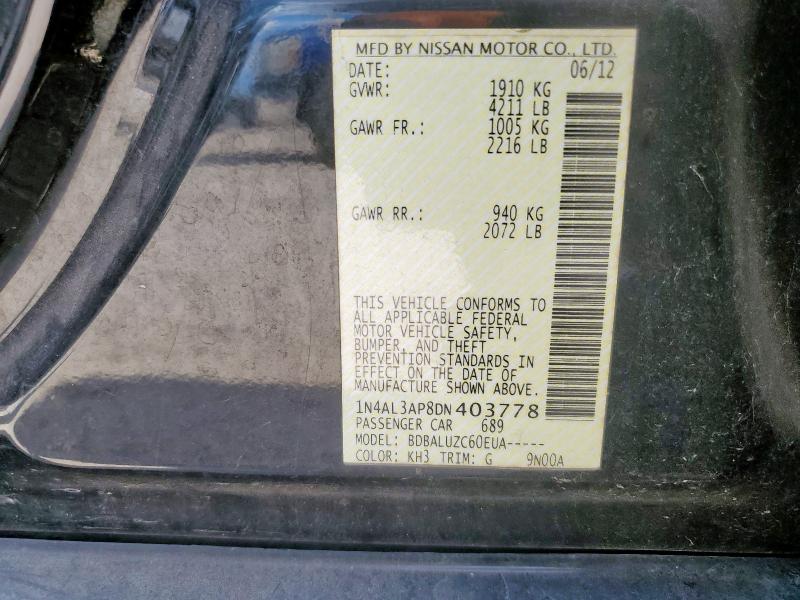 MFD BY NISSAN MOTOR CO., LTD.
DATE: 06/12
GVWR: 1910 KG
4211 LB
GAWR FR.: 1005 KG
2216 LB
GAWR RR.: 940 KG
2072 LB
THIS VEHICLE CONFORMS TO
ALL APPLICABLE FEDERAL
MOTOR VEHICLE SAFETY,
BUMPER, AND THEFT
PREVENTION STANDARDS IN
EFFECT ON THE DATE OF
MANUFACTURE SHOWN ABOVE.
1N4AL3AP8DN403778
PASSENGER CAR 689
MODEL: BDBALUZC60EUA-----
COLOR: KH3 TRIM: G 9N00A